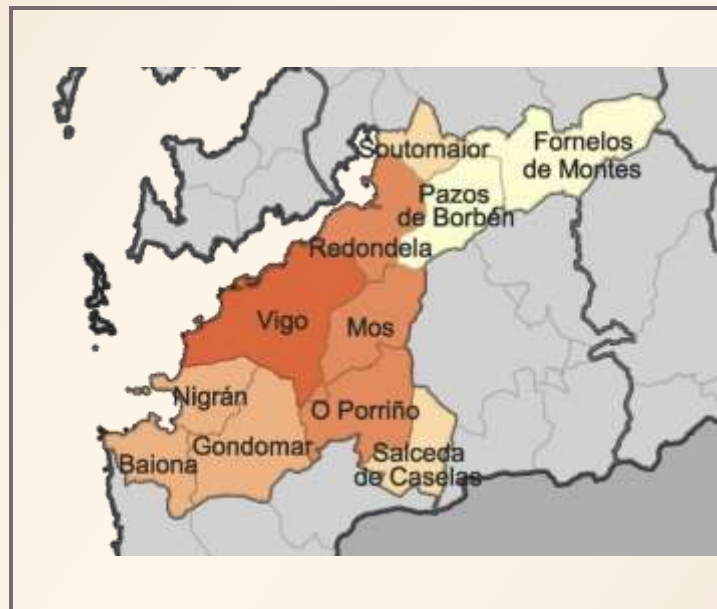 Soutomaior
Fornelos
de Montes
Pazos
de Borbén
Redondela
Vigo
Mos
Nigrán
O Porriño
Gondomar
Baiona
Salceda
de Caselas